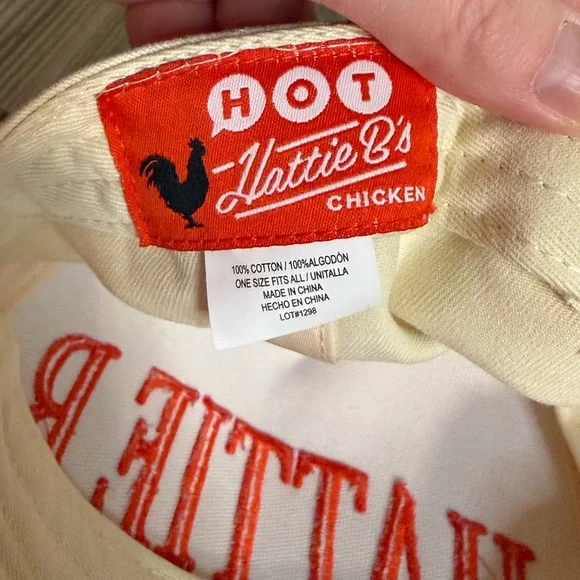 HOT
Hattie B's
CHICKEN
100% COTTON / 100%ALGODÓN
ONE SIZE FITS ALL / UNITALLA
MADE IN CHINA
HECHO EN CHINA
LOT#1298
HATTIE B